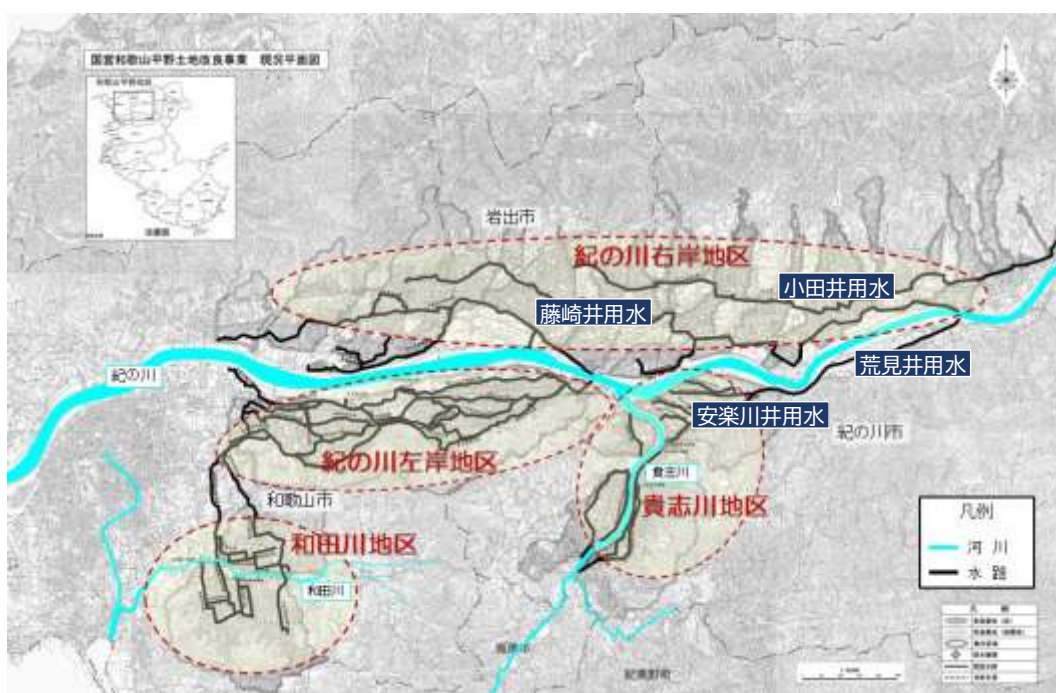 国営和歌山平野土地改良事業 現況平面図
岩出市
紀の川右岸地区
小田井用水
藤崎井用水
荒見井用水
紀の川
安楽川井用水
紀の川市
紀の川左岸地区
貴志川
貴志川地区
和歌山市
和田川地区
和田川
凡例
河川
水路
凡例